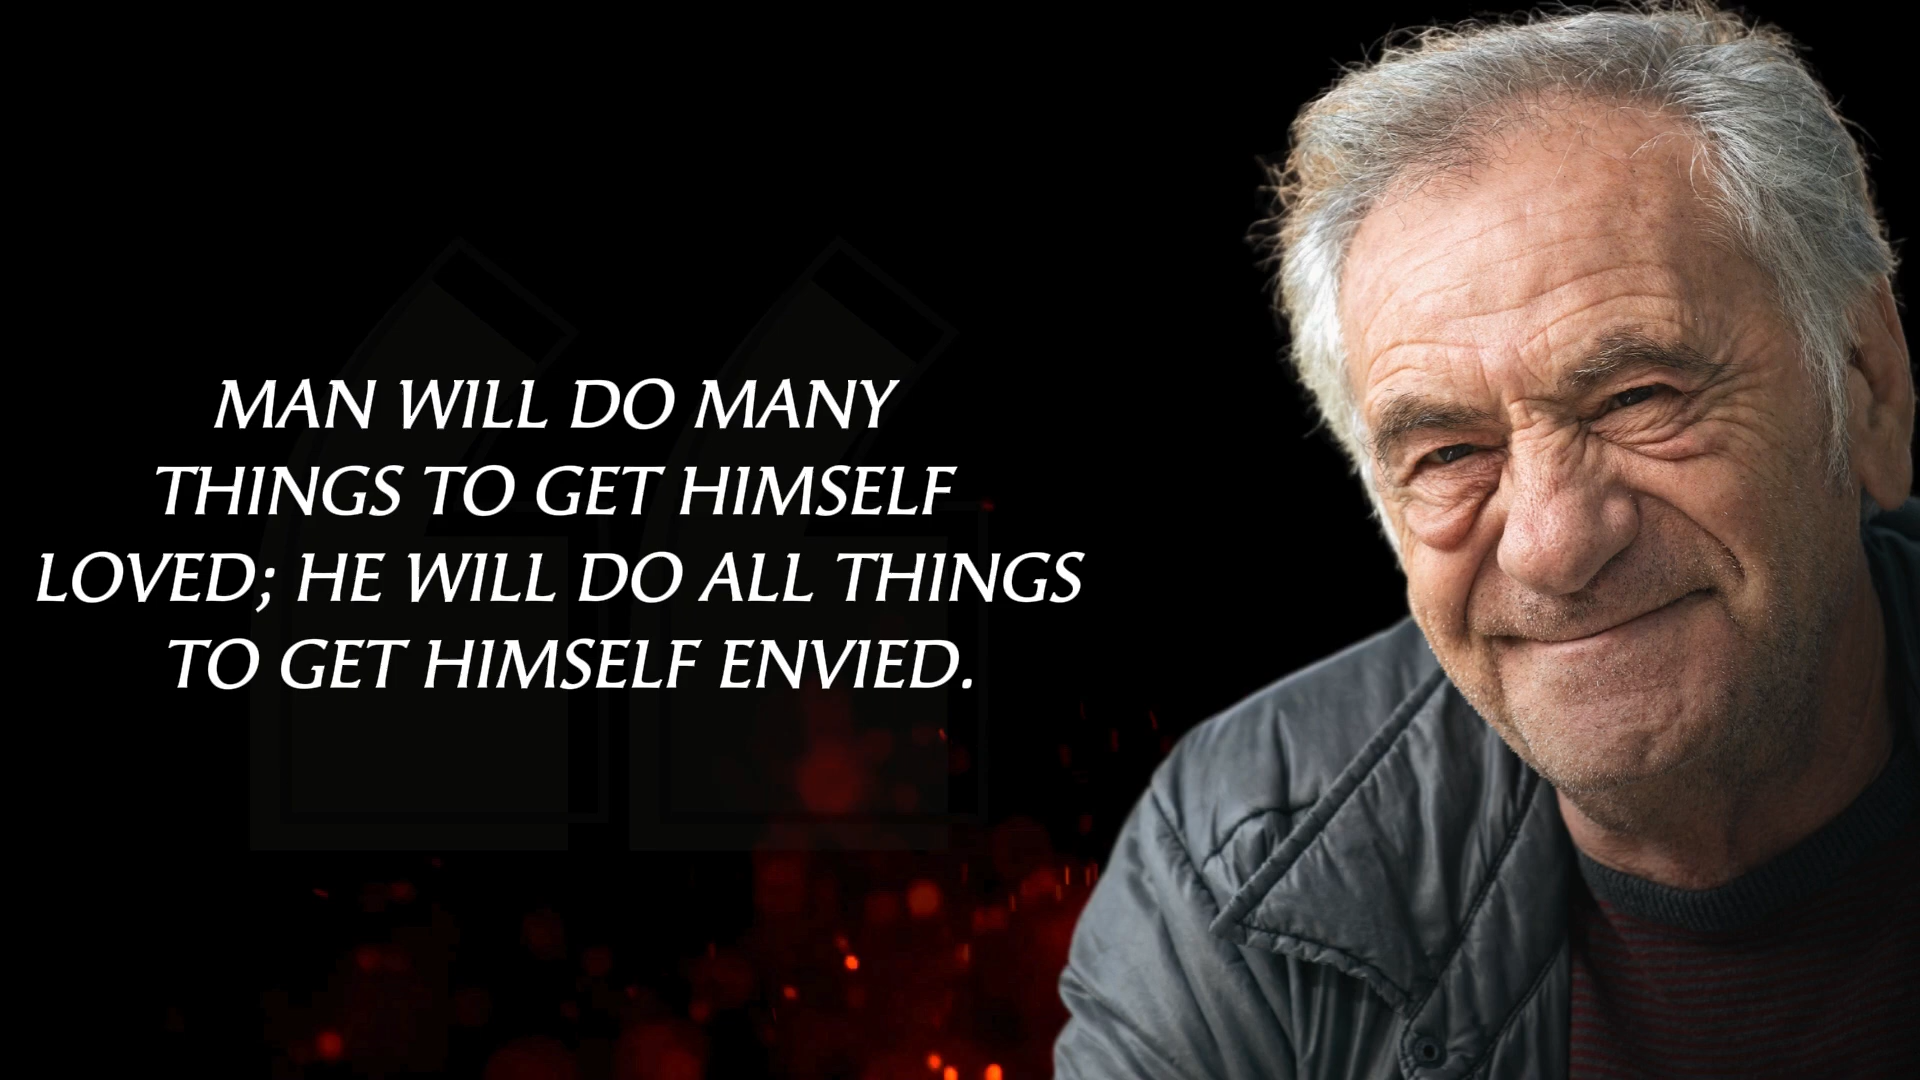 MAN WILL DO MANY
THINGS TO GET HIMSELF
LOVED; HE WILL DO ALL THINGS
TO GET HIMSELF ENVIED.